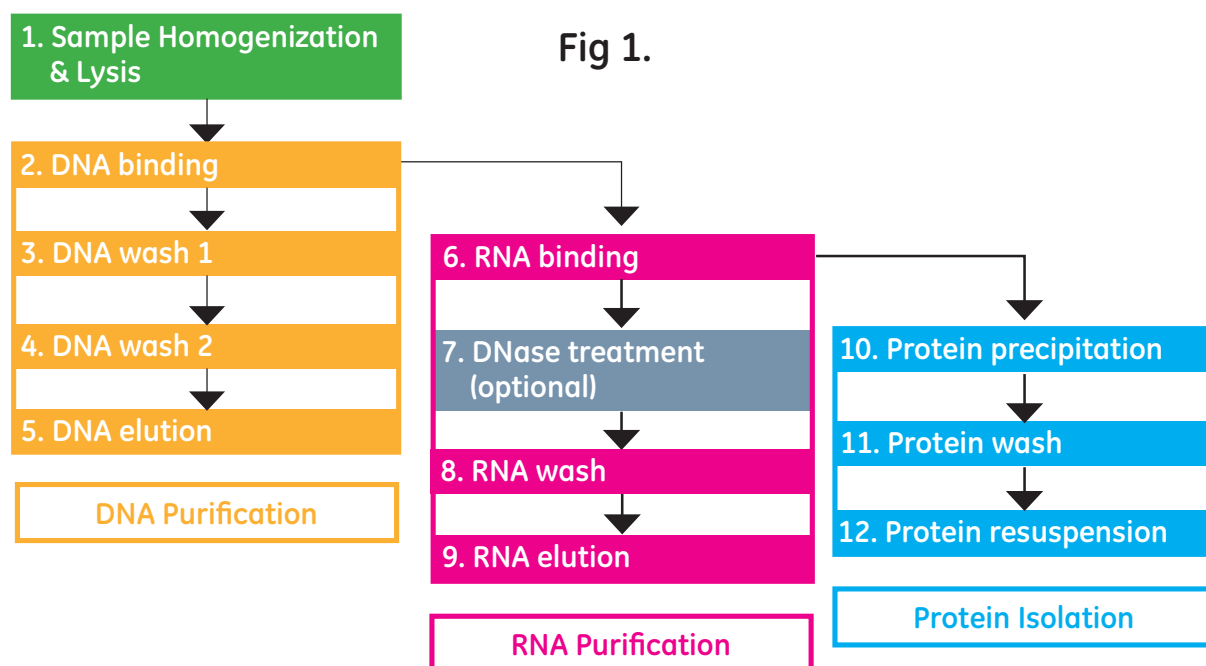 Fig 1.
1. Sample Homogenization
& Lysis
2. DNA binding
3. DNA wash 1
4. DNA wash 2
5. DNA elution
DNA Purification
6. RNA binding
7. DNase treatment
(optional)
8. RNA wash
9. RNA elution
RNA Purification
10. Protein precipitation
11. Protein wash
12. Protein resuspension
Protein Isolation